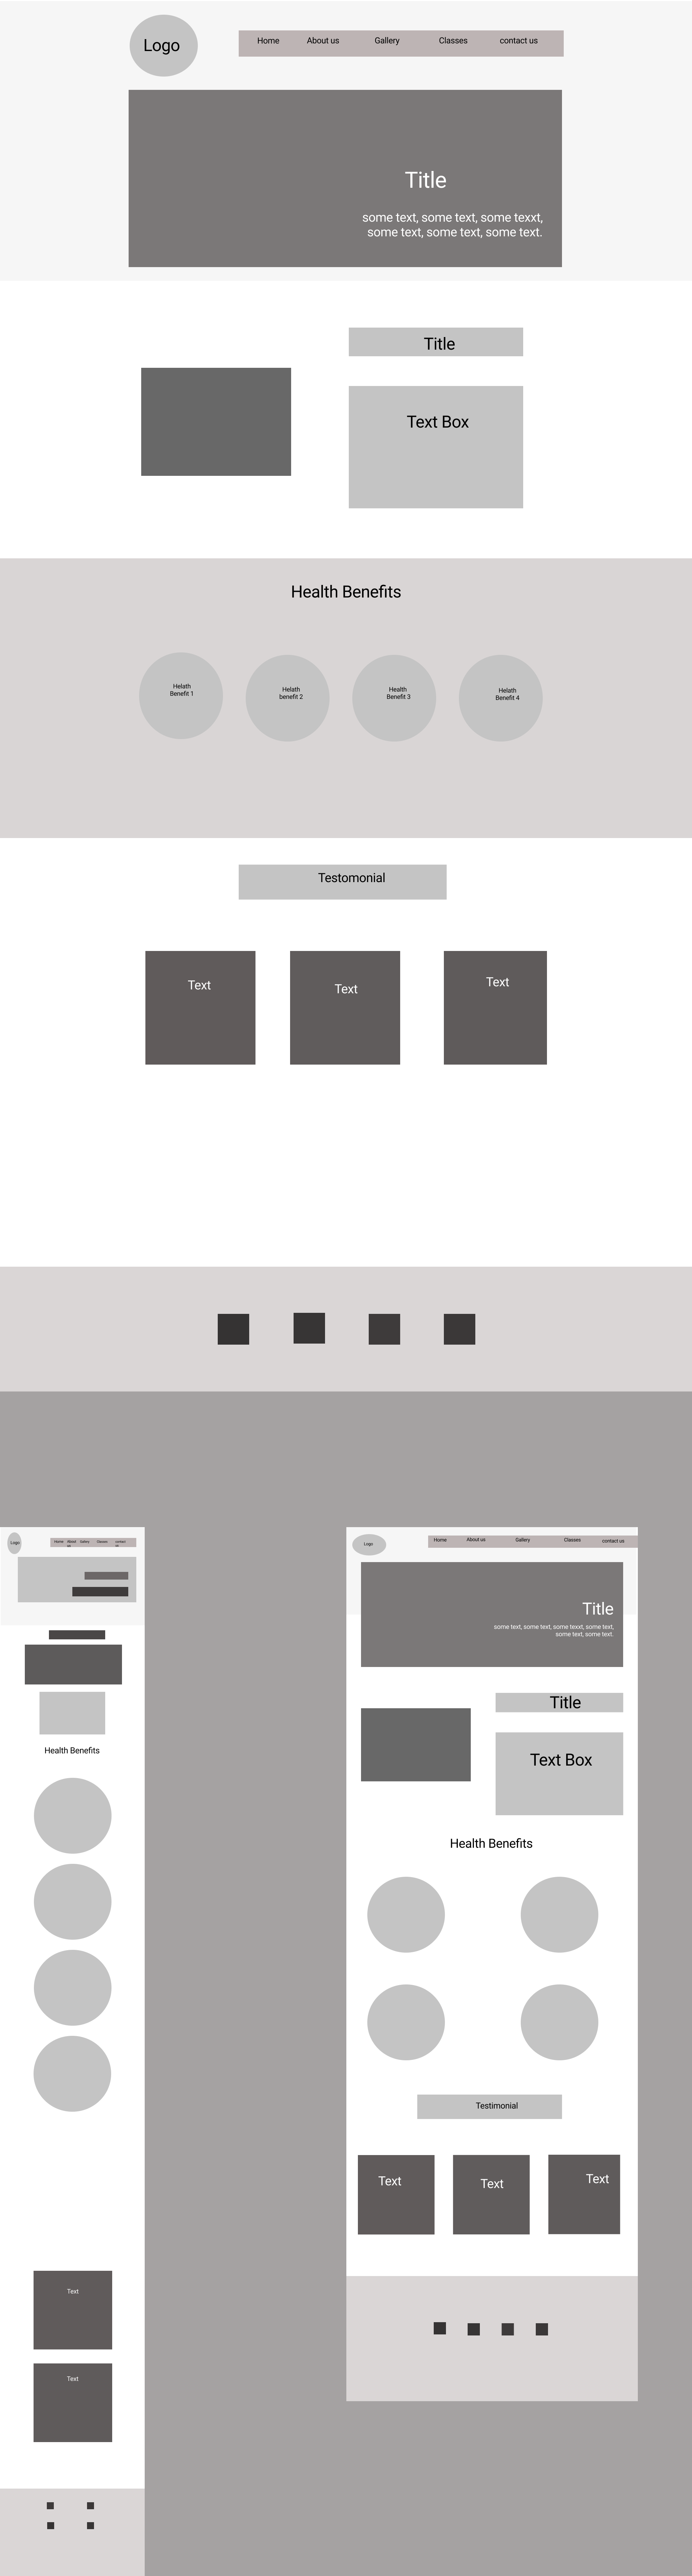 Logo
Home About us Gallery Classes contact us
Title
some text, some text, some texxt,
some text, some text, some text.
Title
Text Box
Health Benefits
Helath
Benefit 1
Helath
benefit 2
Health
Benefit 3
Helath
Benefit 4
Testomonial
Text
Text
Text
Logo
Home About us Gallery Classes contact us
Health Benefits
Text
Text
Logo
Home About us Gallery Classes contact us
Title
some text, some text, some texxt, some text,
some text, some text.
Title
Text Box
Health Benefits
Testimonial
Text
Text
Text